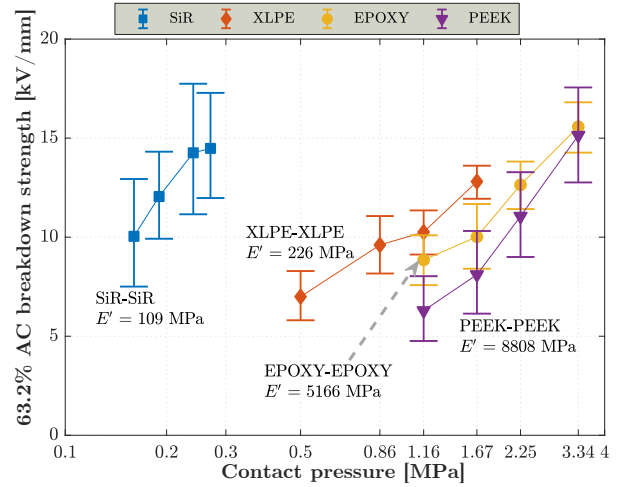 SiR XLPE EPOXY PEEK
63.2% AC breakdown strength [kV/mm]
20
15
10
5
0
XLPE-XLPE
E′ = 226 MPa
SiR-SiR
E′ = 109 MPa
PEEK-PEEK
E′ = 8808 MPa
EPOXY-EPOXY
E′ = 5166 MPa
0.1 0.2 0.3 0.5 0.86 1.16 1.67 2.25 3.34 4
Contact pressure [MPa]